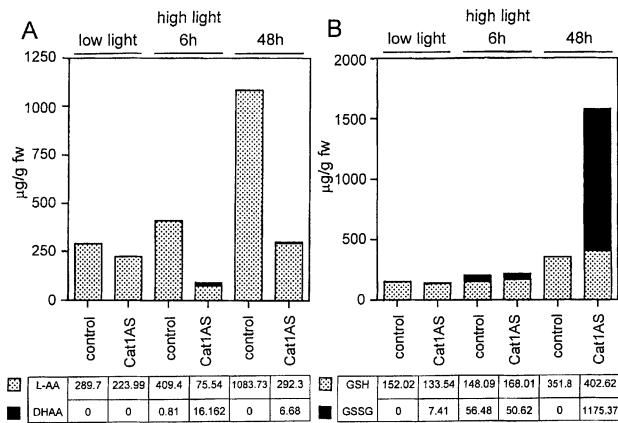 A
high light
low light 6h 48h
1250
1000
750
500
250
0
µg/g fw
control Cat1AS control Cat1AS control Cat1AS
L-AA 289.7 223.99 409.4 75.54 1083.73 292.3
DHAA 0 0 0.81 16.162 0 6.68
B
high light
low light 6h 48h
2000
1500
1000
500
0
µg/g fw
control Cat1AS control Cat1AS control Cat1AS
GSH 152.02 133.54 148.09 168.01 351.8 402.62
GSSG 0 7.41 56.48 50.62 0 1175.37